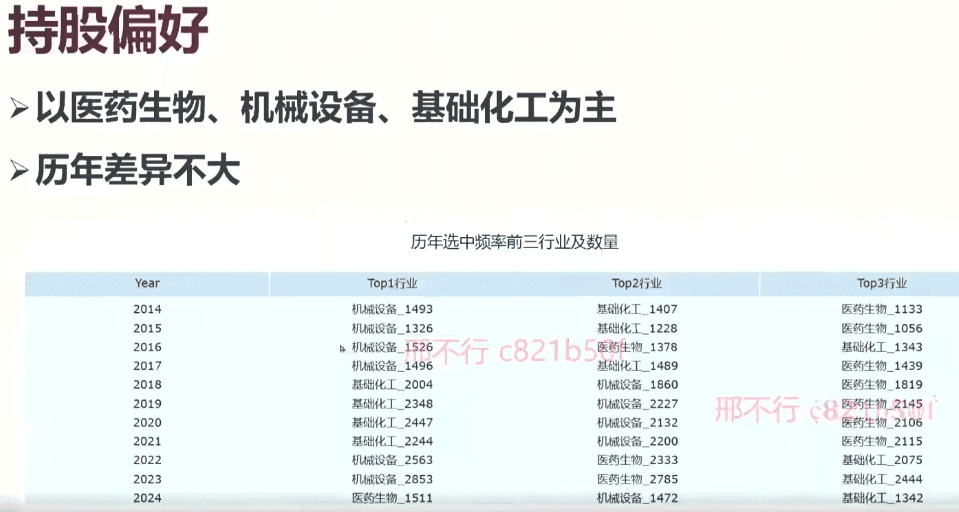 持股偏好
➢以医药生物、机械设备、基础化工为主
➢历年差异不大
历年选中频率前三行业及数量
Year Top1行业 Top2行业 Top3行业
2014 机械设备_1493 基础化工_1407 医药生物_1133
2015 机械设备_1326 基础化工_1228 医药生物_1056
2016 机械设备_1526 医药生物_1378 基础化工_1343
2017 机械设备_1496 基础化工_1489 医药生物_1439
2018 基础化工_2004 机械设备_1860 医药生物_1819
2019 基础化工_2348 机械设备_2227 医药生物_2145
2020 基础化工_2447 机械设备_2132 医药生物_2106
2021 基础化工_2244 机械设备_2200 医药生物_2115
2022 机械设备_2563 医药生物_2333 基础化工_2075
2023 机械设备_2853 医药生物_2785 基础化工_2444
2024 医药生物_1511 机械设备_1472 基础化工_1342
邢不行 c821b50f
邢不行 c821b50f